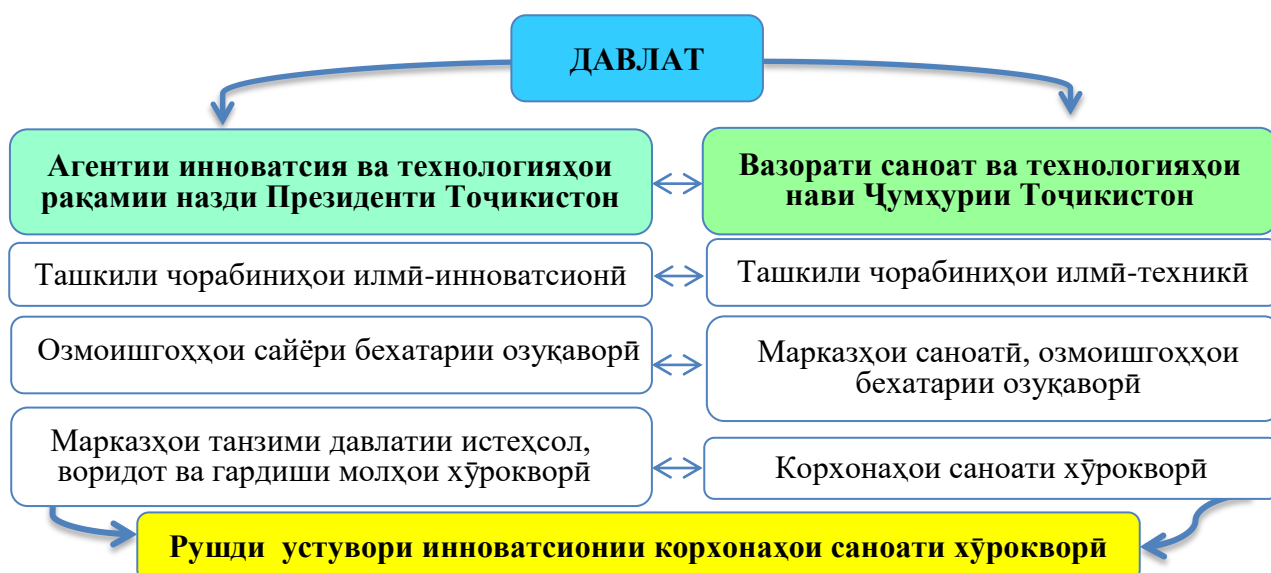 ДАВЛАТ
Агентии инноватсия ва технологияҳои
рақамии назди Президенти Тоҷикистон
Вазорати саноат ва технологияҳои
нави Ҷумҳурии Тоҷикистон
Ташкили чорабиниҳои илмӣ-инноватсионӣ
Ташкили чорабиниҳои илмӣ-техникӣ
Озмоишгоҳҳои сайёри бехатарии озуқаворӣ
Марказҳои саноатӣ, озмоишгоҳҳои
бехатарии озуқаворӣ
Марказҳои танзими давлатии истеҳсол,
воридот ва гардиши молҳои хӯрокворӣ
Корхонаҳои саноати хӯрокворӣ
Рушди устувори инноватсионии корхонаҳои саноати хӯрокворӣ